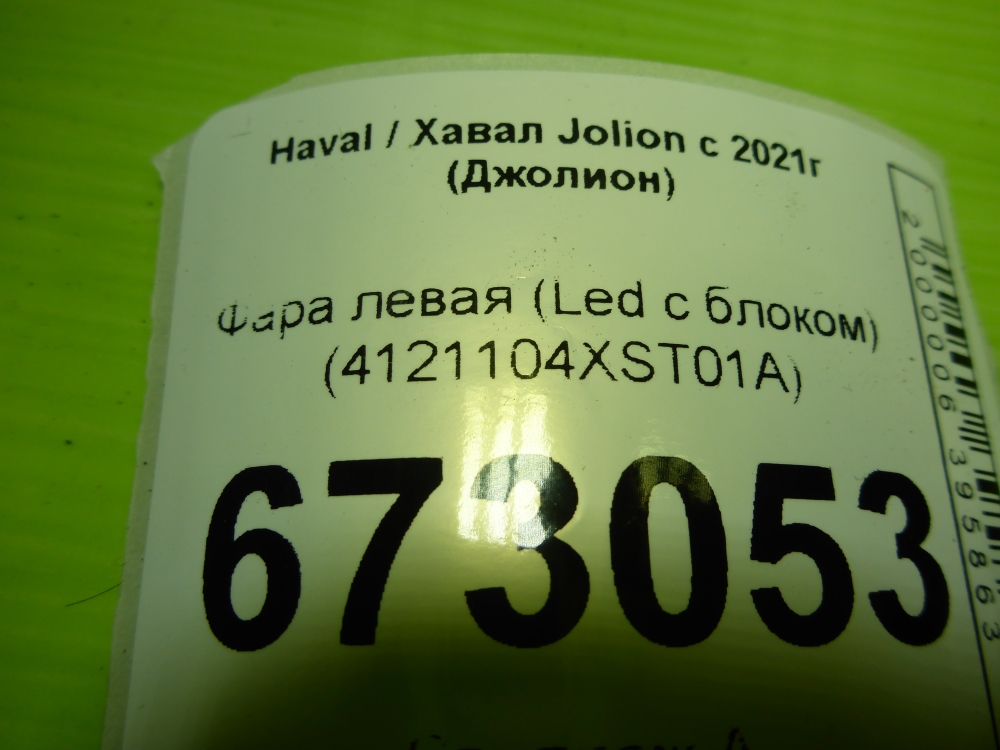 Haval / Хавал Jolion с 2021г
(Джолион)
Фара левая (Led с блоком)
(4121104XST01A)
673053
2000006395863